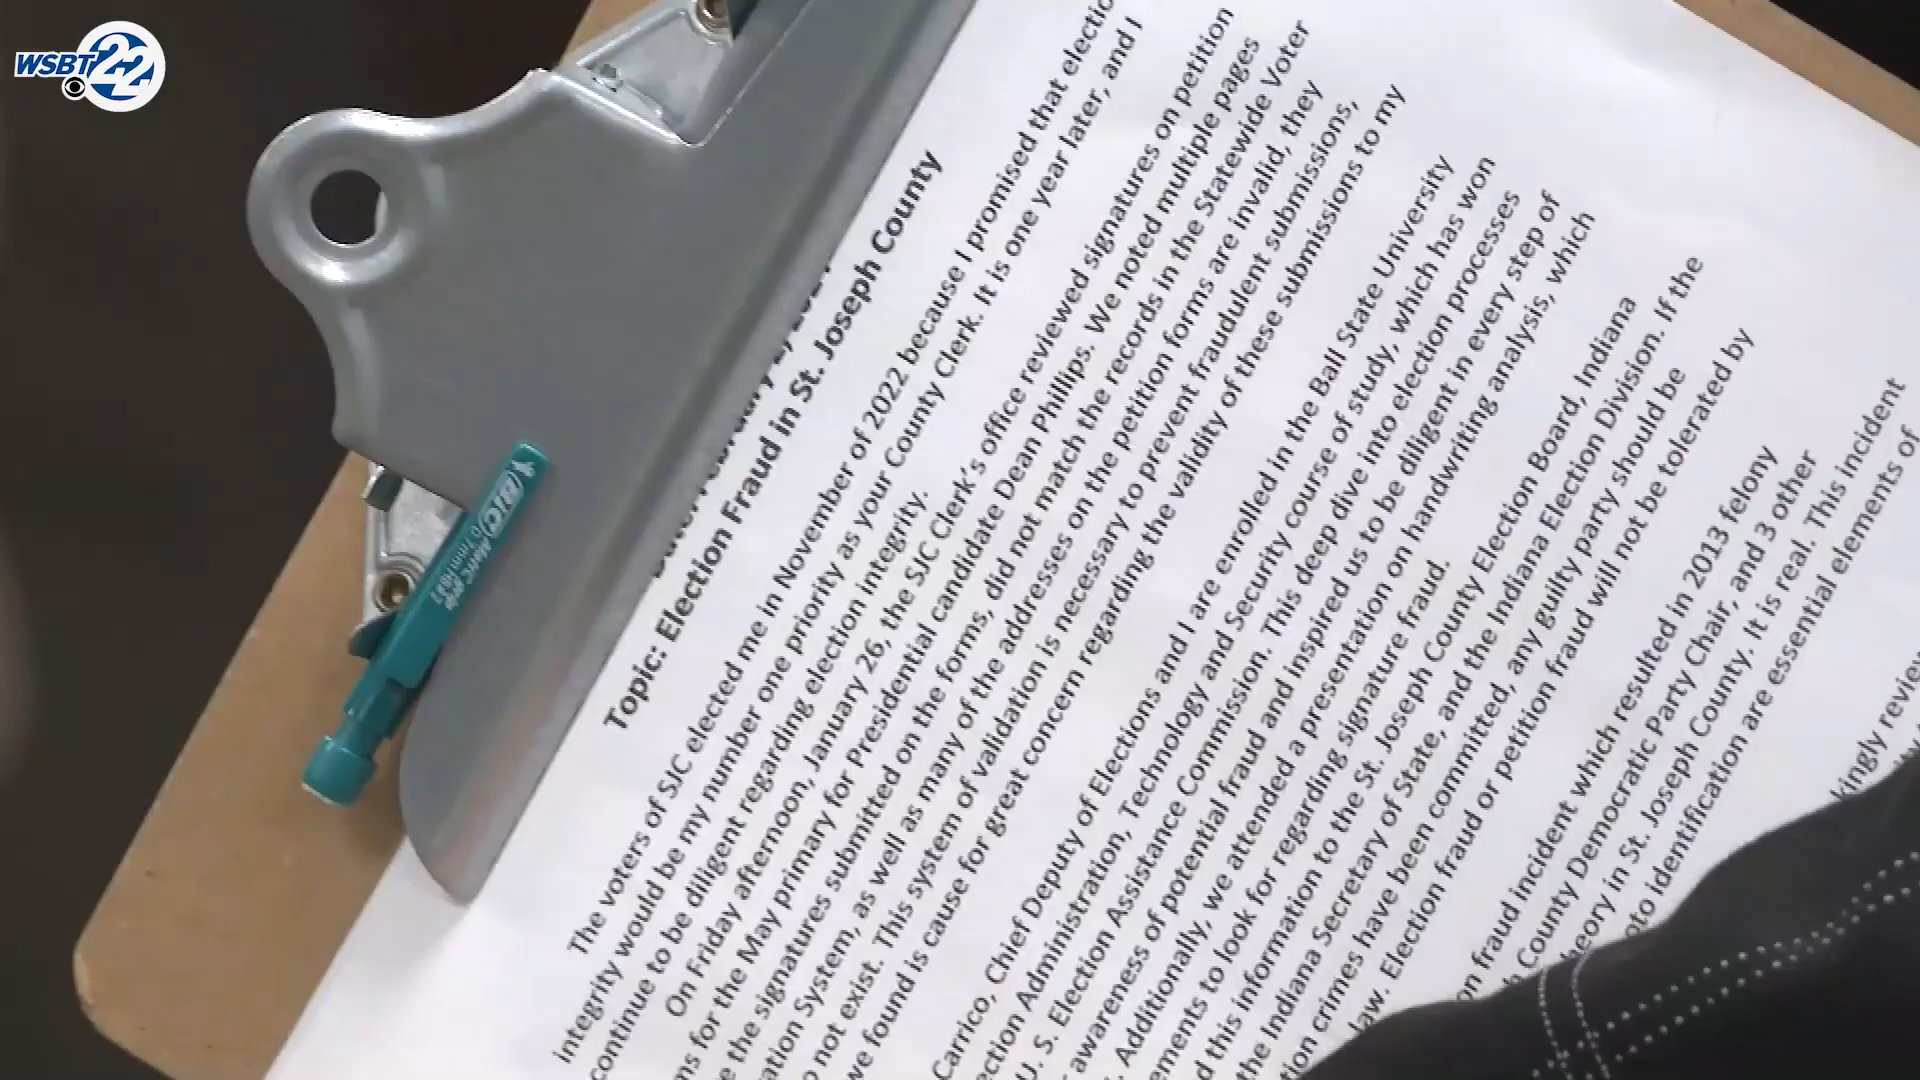 WSBT 22
BIC
Matic grip
0.7mm
Topic: Election Fraud in St. Joseph County
The voters of SJC elected me in November of 2022 because I promised that
integrity would be my number one priority as your County Clerk. It is one year later, and I
continue to be diligent regarding election integrity.
On Friday afternoon, January 26, the SJC Clerk's office reviewed signatures on petition
for the May primary for Presidential candidate Dean Phillips. We noted multiple pages
the signatures submitted on the forms, did not match the records in the Statewide Voter
System, as well as many of the addresses on the petition forms are invalid, they
not exist. This system of validation is necessary to prevent fraudulent submissions,
we found is cause for great concern regarding the validity of these submissions to my
Carrico, Chief Deputy of Elections and I are enrolled in the Ball State University
Administration, Technology and Security course of study, which has won
U. S. Election Assistance Commission. This deep dive into election processes
awareness of potential fraud and inspired us to be diligent in every step of
Additionally, we attended a presentation on handwriting analysis, which
to look for regarding signature fraud.
this information to the St. Joseph County Election Board, Indiana
the Indiana Secretary of State, and the Indiana Election Division. If the
crimes have been committed, any guilty party should be
law. Election fraud or petition fraud will not be tolerated by
fraud incident which resulted in 2013 felony
County Democratic Party Chair, and 3 other
in St. Joseph County. It is real. This incident
identification are essential elements of